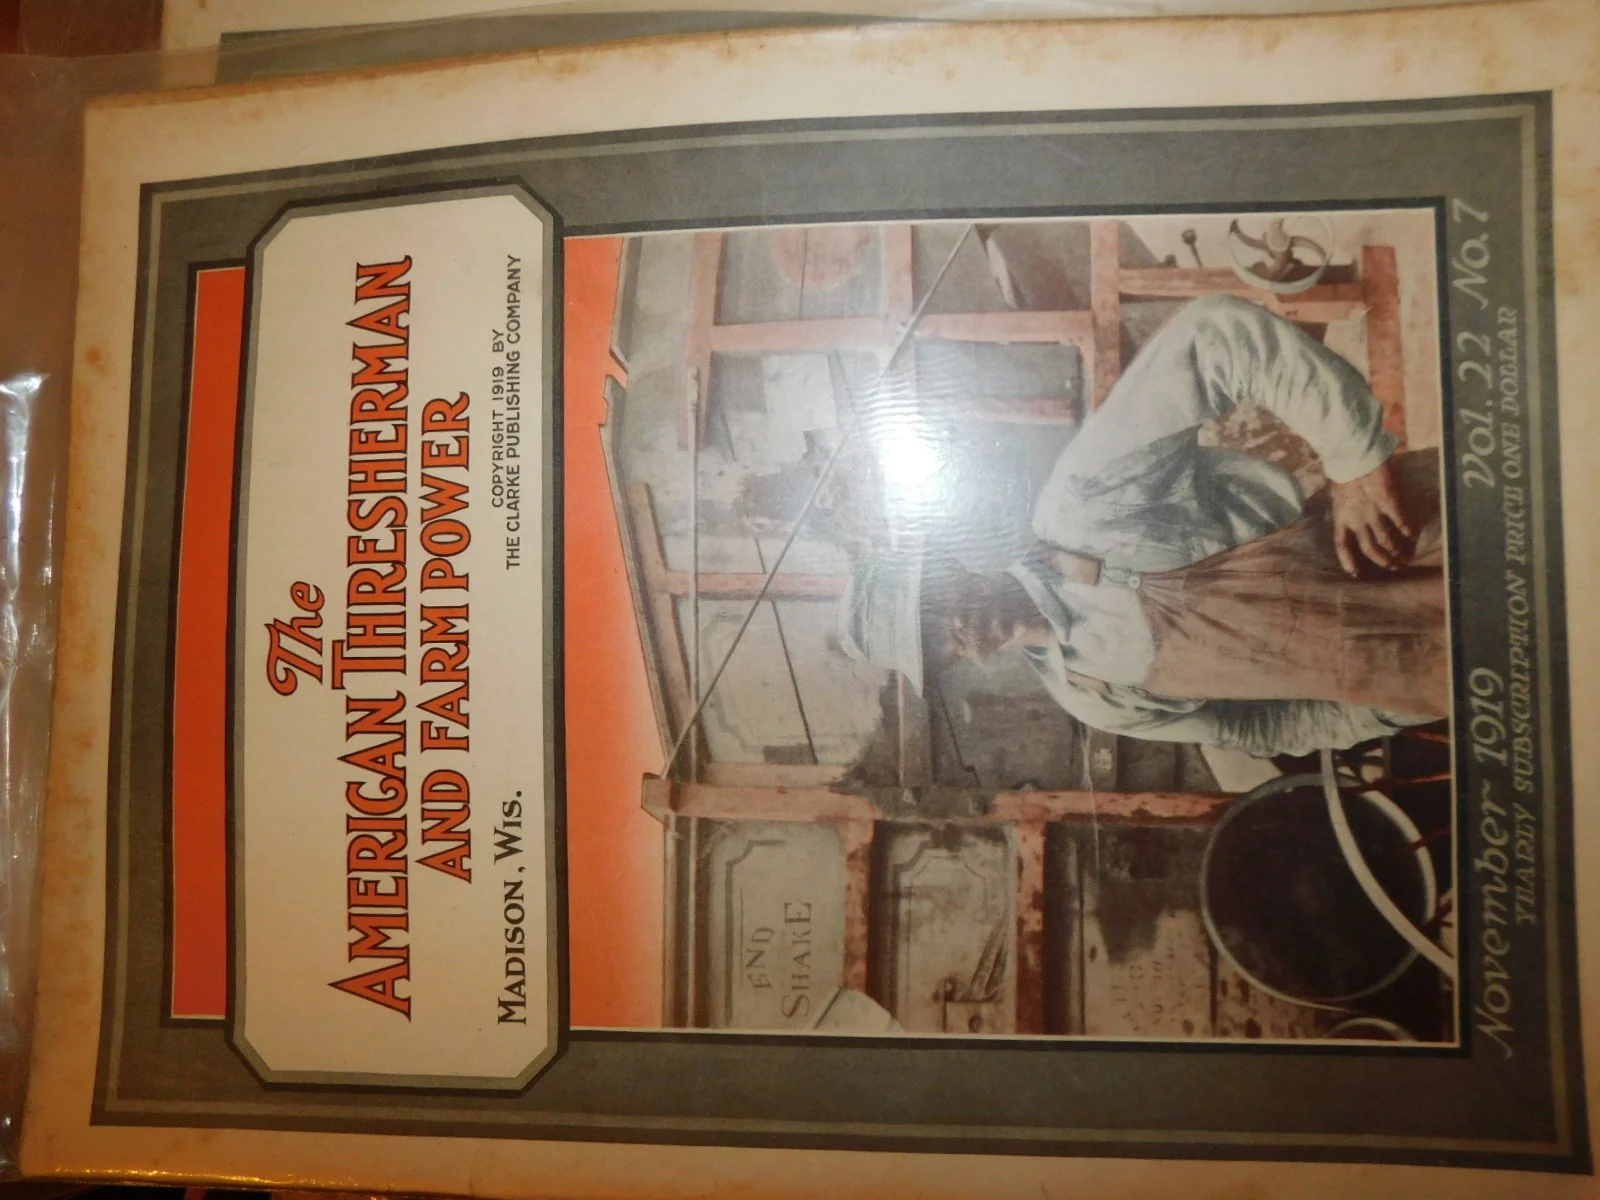 The
AMERICAN THRESHERMAN
AND FARM POWER
MADISON, WIS.
COPYRIGHT 1919 BY
THE CLARKE PUBLISHING COMPANY
END
SHAKE
November 1919 Vol. 22 No. 7
YEARLY SUBSCRIPTION PRICE ONE DOLLAR